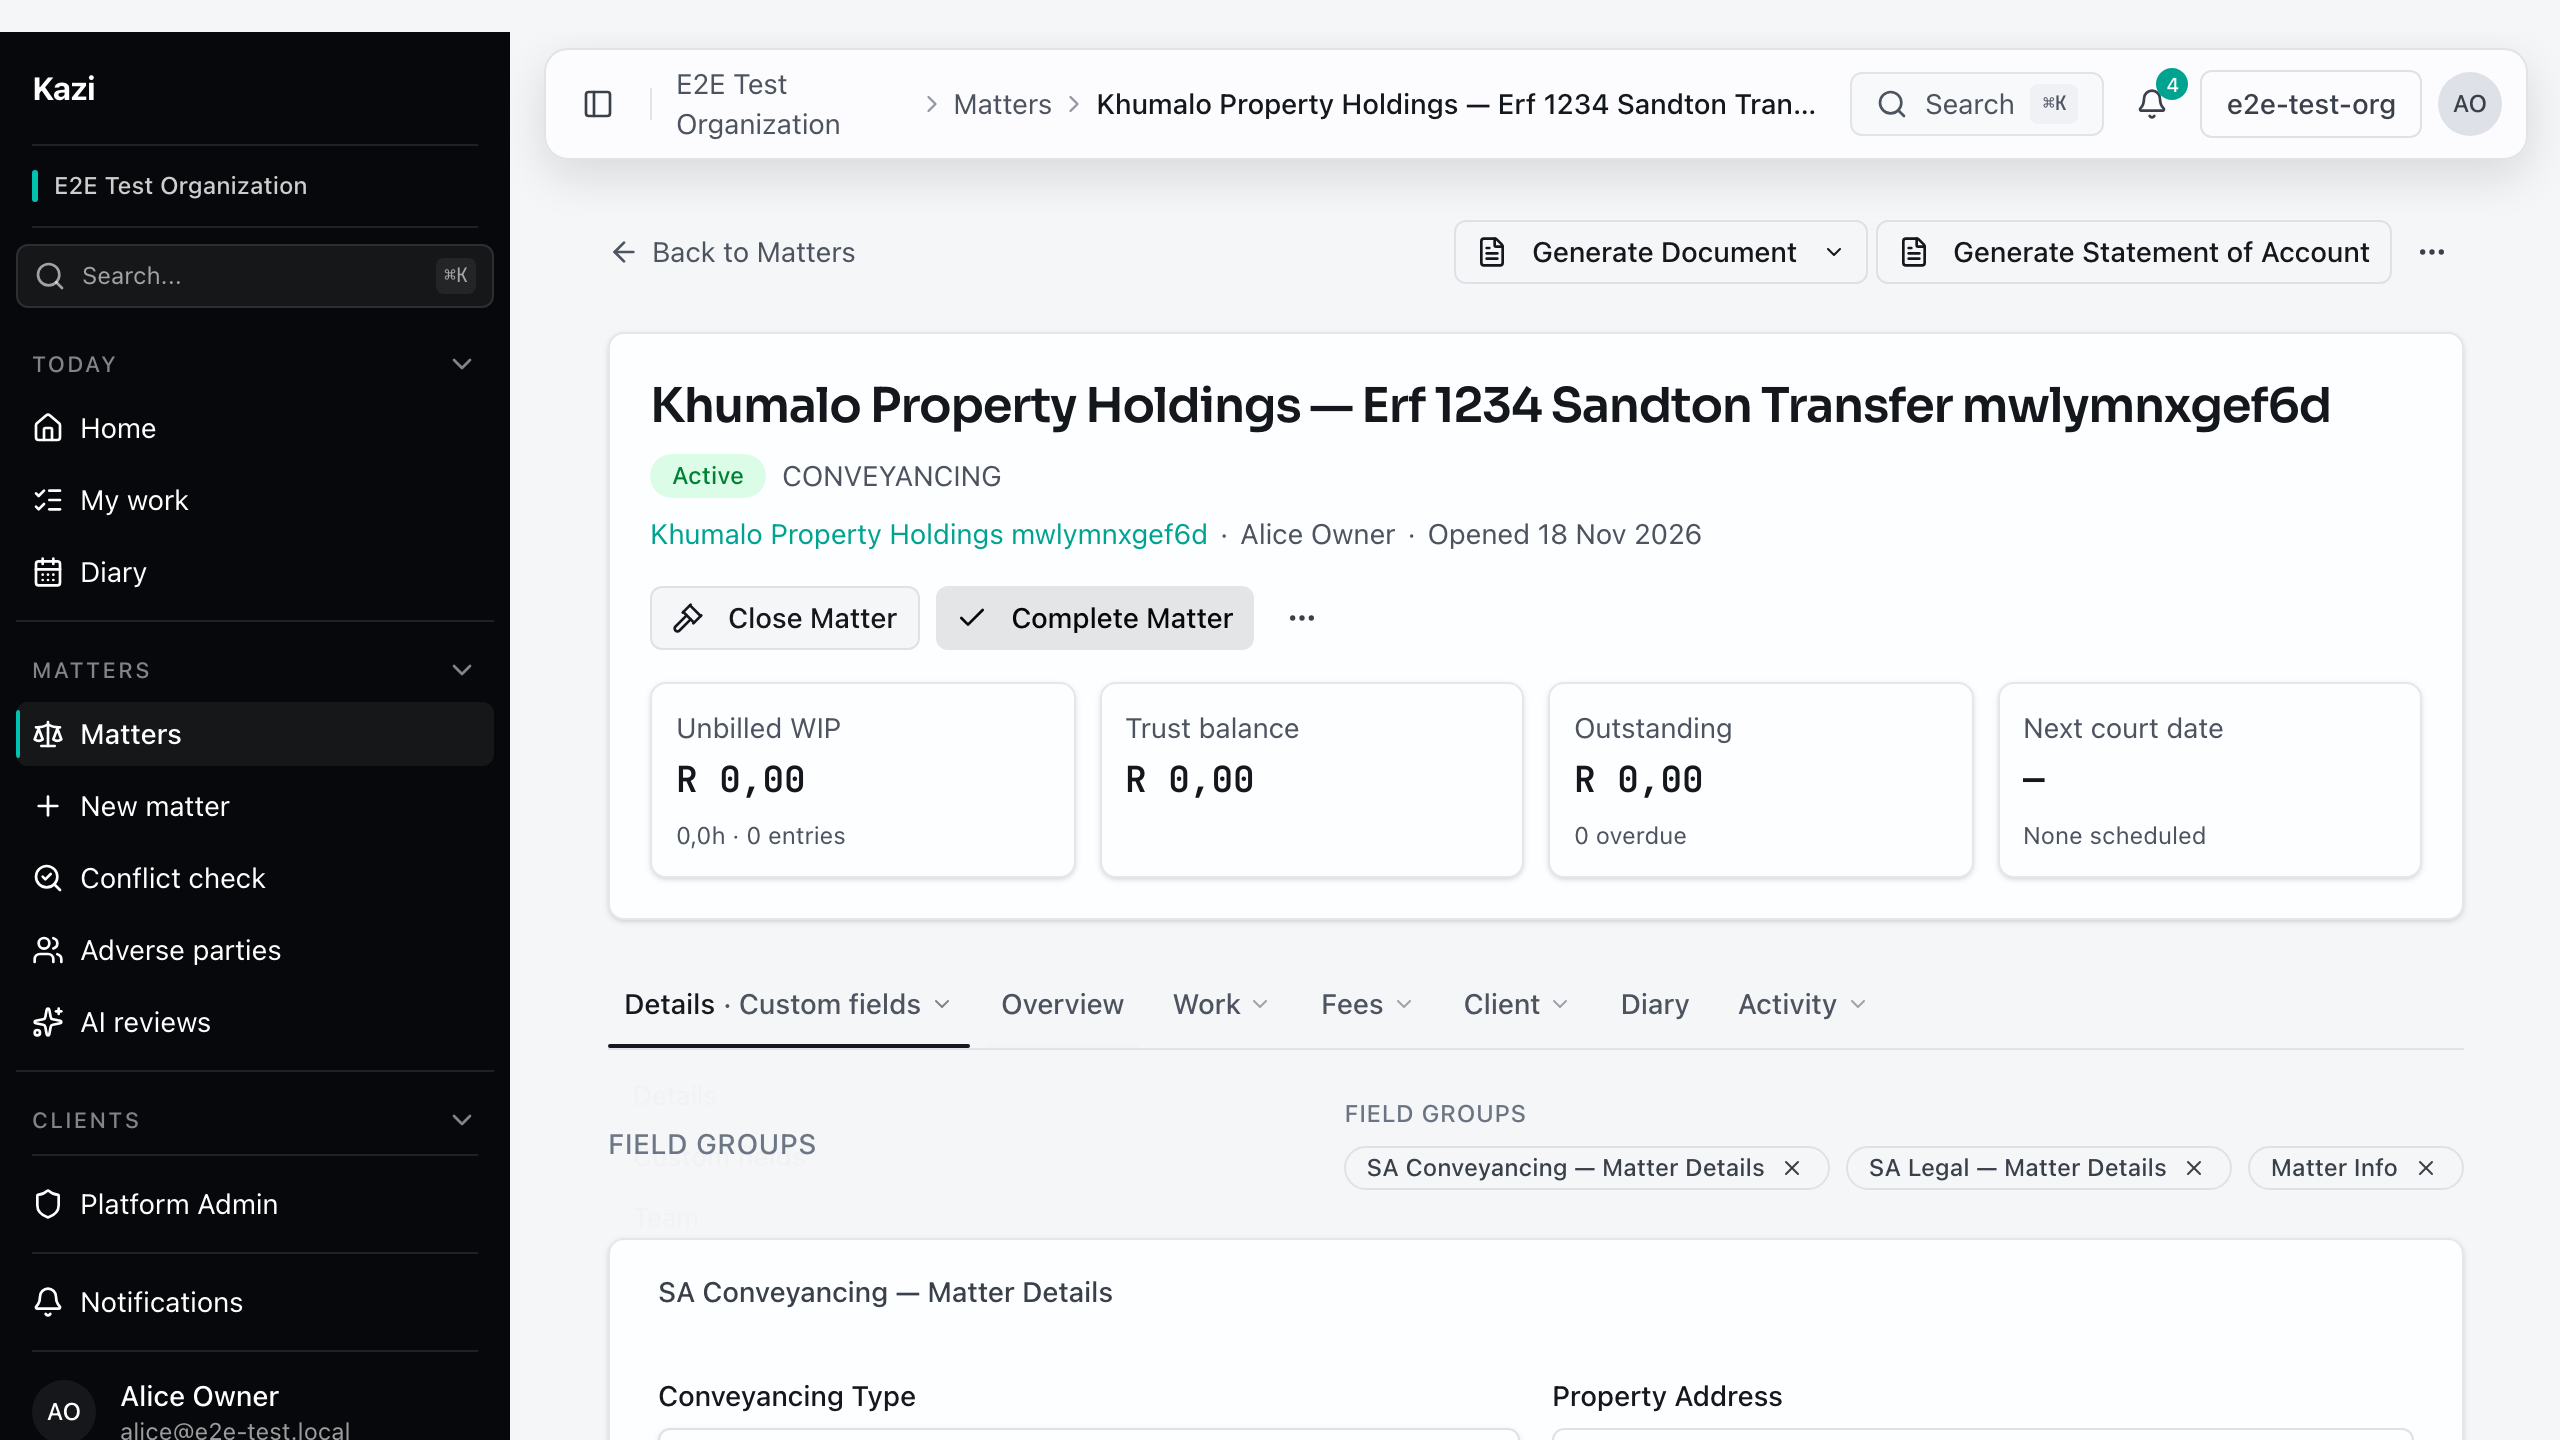 Kazi
E2E Test Organization
Search...
⌘K
TODAY
Home
My work
Diary
MATTERS
Matters
New matter
Conflict check
Adverse parties
AI reviews
CLIENTS
Platform Admin
Notifications
AO
Alice Owner
alice@e2e-test.local
E2E Test
Organization
Matters
Khumalo Property Holdings — Erf 1234 Sandton Tran...
Search
⌘K
4
e2e-test-org
AO
Back to Matters
Generate Document
Generate Statement of Account
Khumalo Property Holdings — Erf 1234 Sandton Transfer mwlymnxgef6d
Active
CONVEYANCING
Khumalo Property Holdings mwlymnxgef6d · Alice Owner · Opened 18 Nov 2026
Close Matter
Complete Matter
Unbilled WIP
R 0,00
0,0h · 0 entries
Trust balance
R 0,00
Outstanding
R 0,00
0 overdue
Next court date
–
None scheduled
Details · Custom fields
Overview
Work
Fees
Client
Diary
Activity
Details
FIELD GROUPS
Custom fields
Team
FIELD GROUPS
SA Conveyancing — Matter Details
SA Legal — Matter Details
Matter Info
SA Conveyancing — Matter Details
Conveyancing Type
Property Address